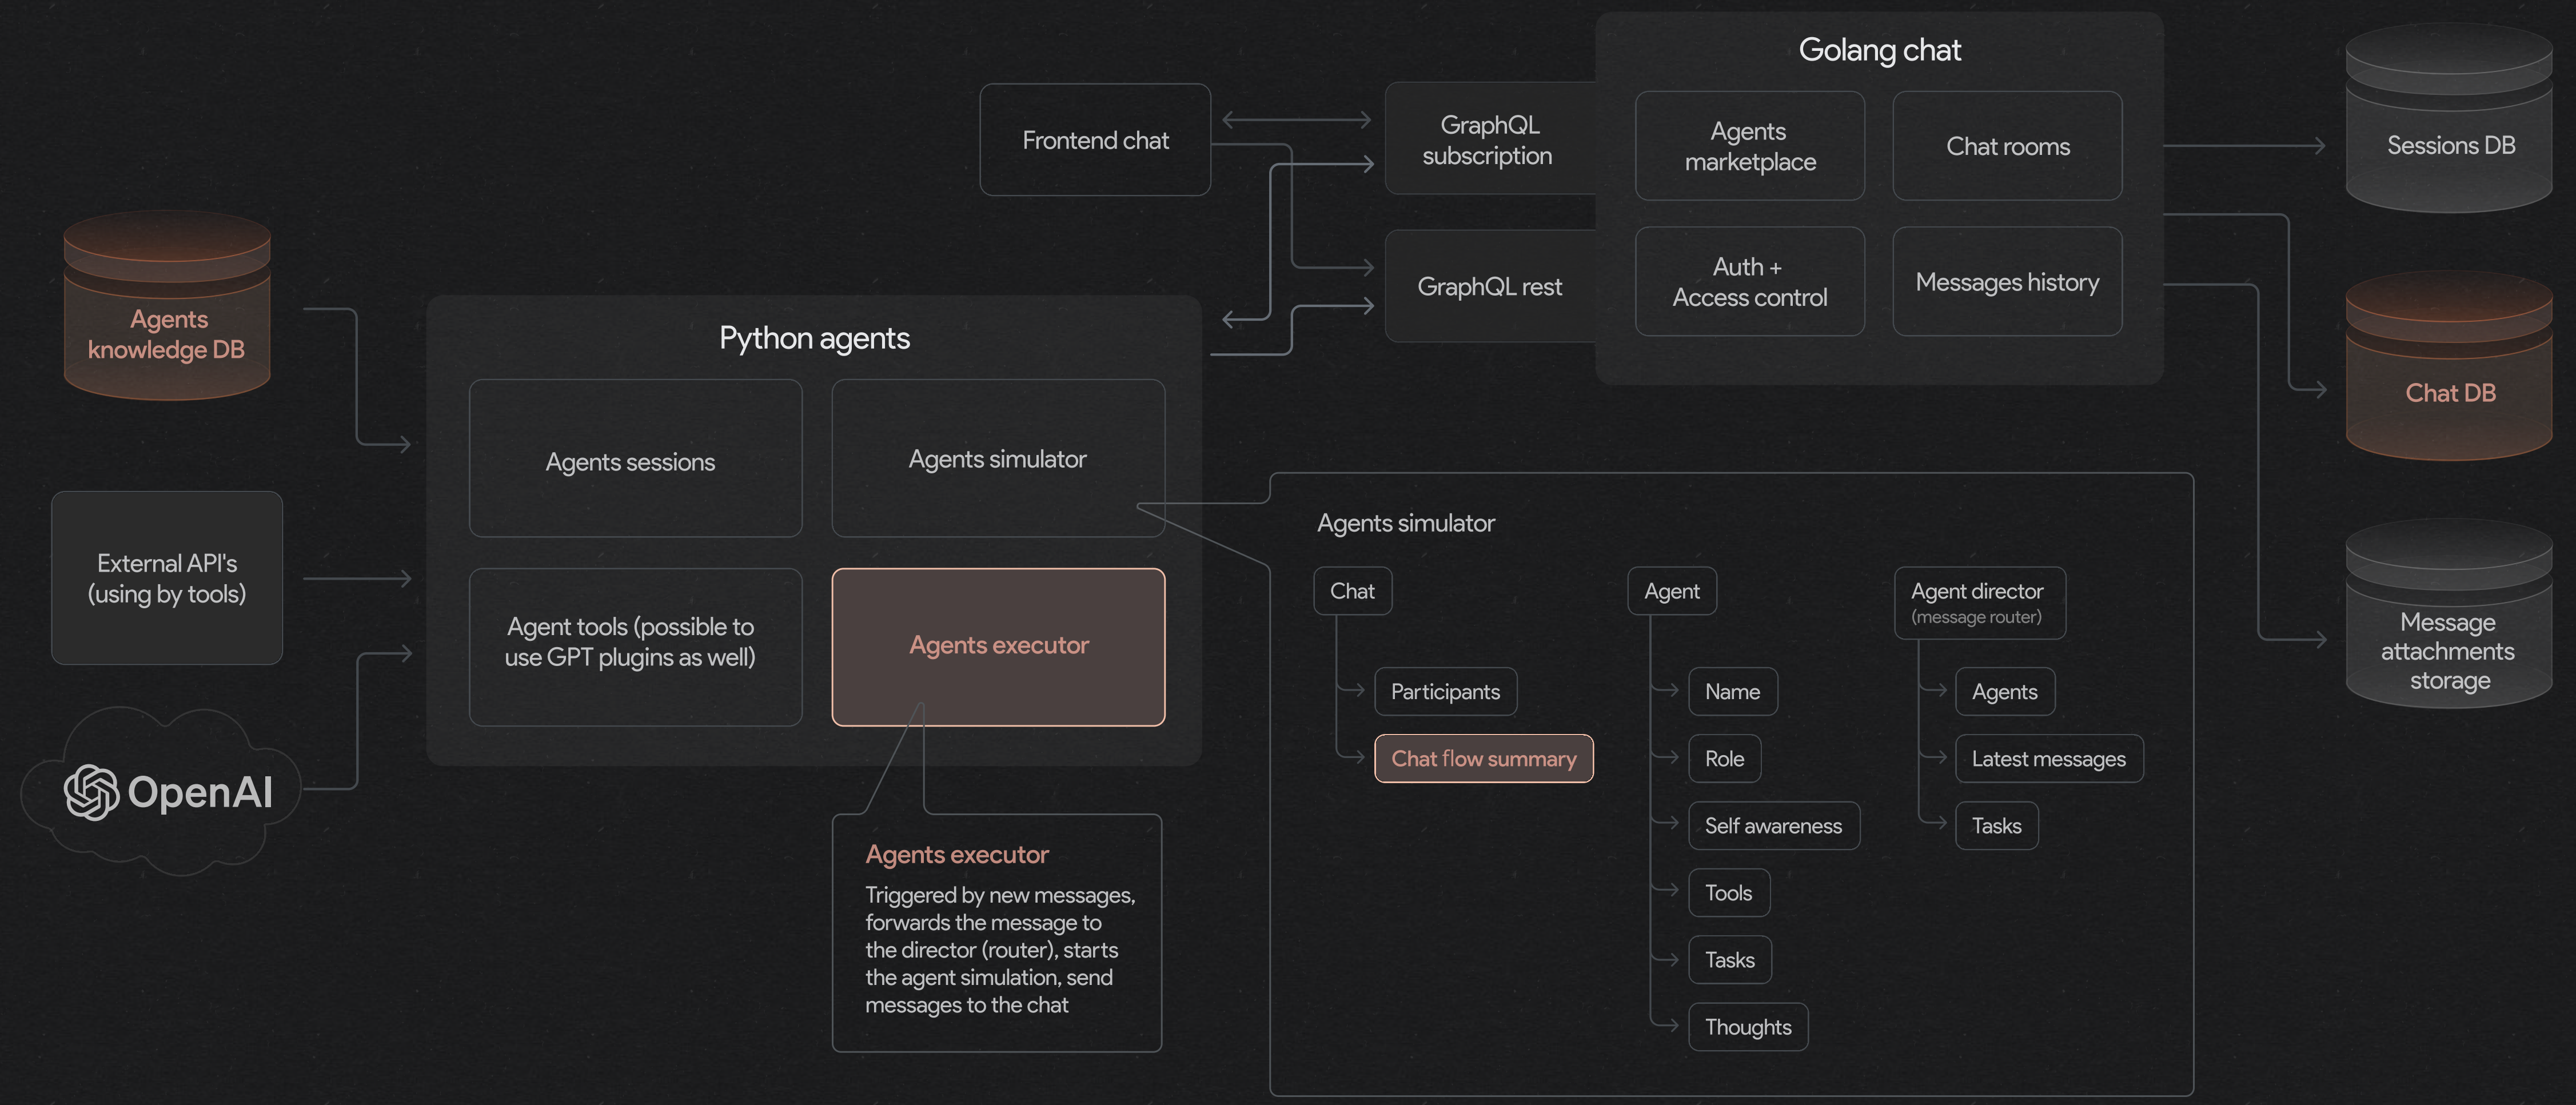 Golang chat
Frontend chat
GraphQL
subscription
Agents
marketplace
Chat rooms
Sessions DB
GraphQL rest
Auth +
Access control
Messages history
Agents
knowledge DB
Python agents
Chat DB
Agents sessions
Agents simulator
External API's
(using by tools)
Agent tools (possible to
use GPT plugins as well)
Agents executor
OpenAI
Agents executor
Triggered by new messages,
forwards the message to
the director (router), starts
the agent simulation, send
messages to the chat
Agents simulator
Chat
Participants
Chat flow summary
Agent
Name
Role
Self awareness
Tools
Tasks
Thoughts
Agent director
(message router)
Agents
Latest messages
Tasks
Message
attachments
storage